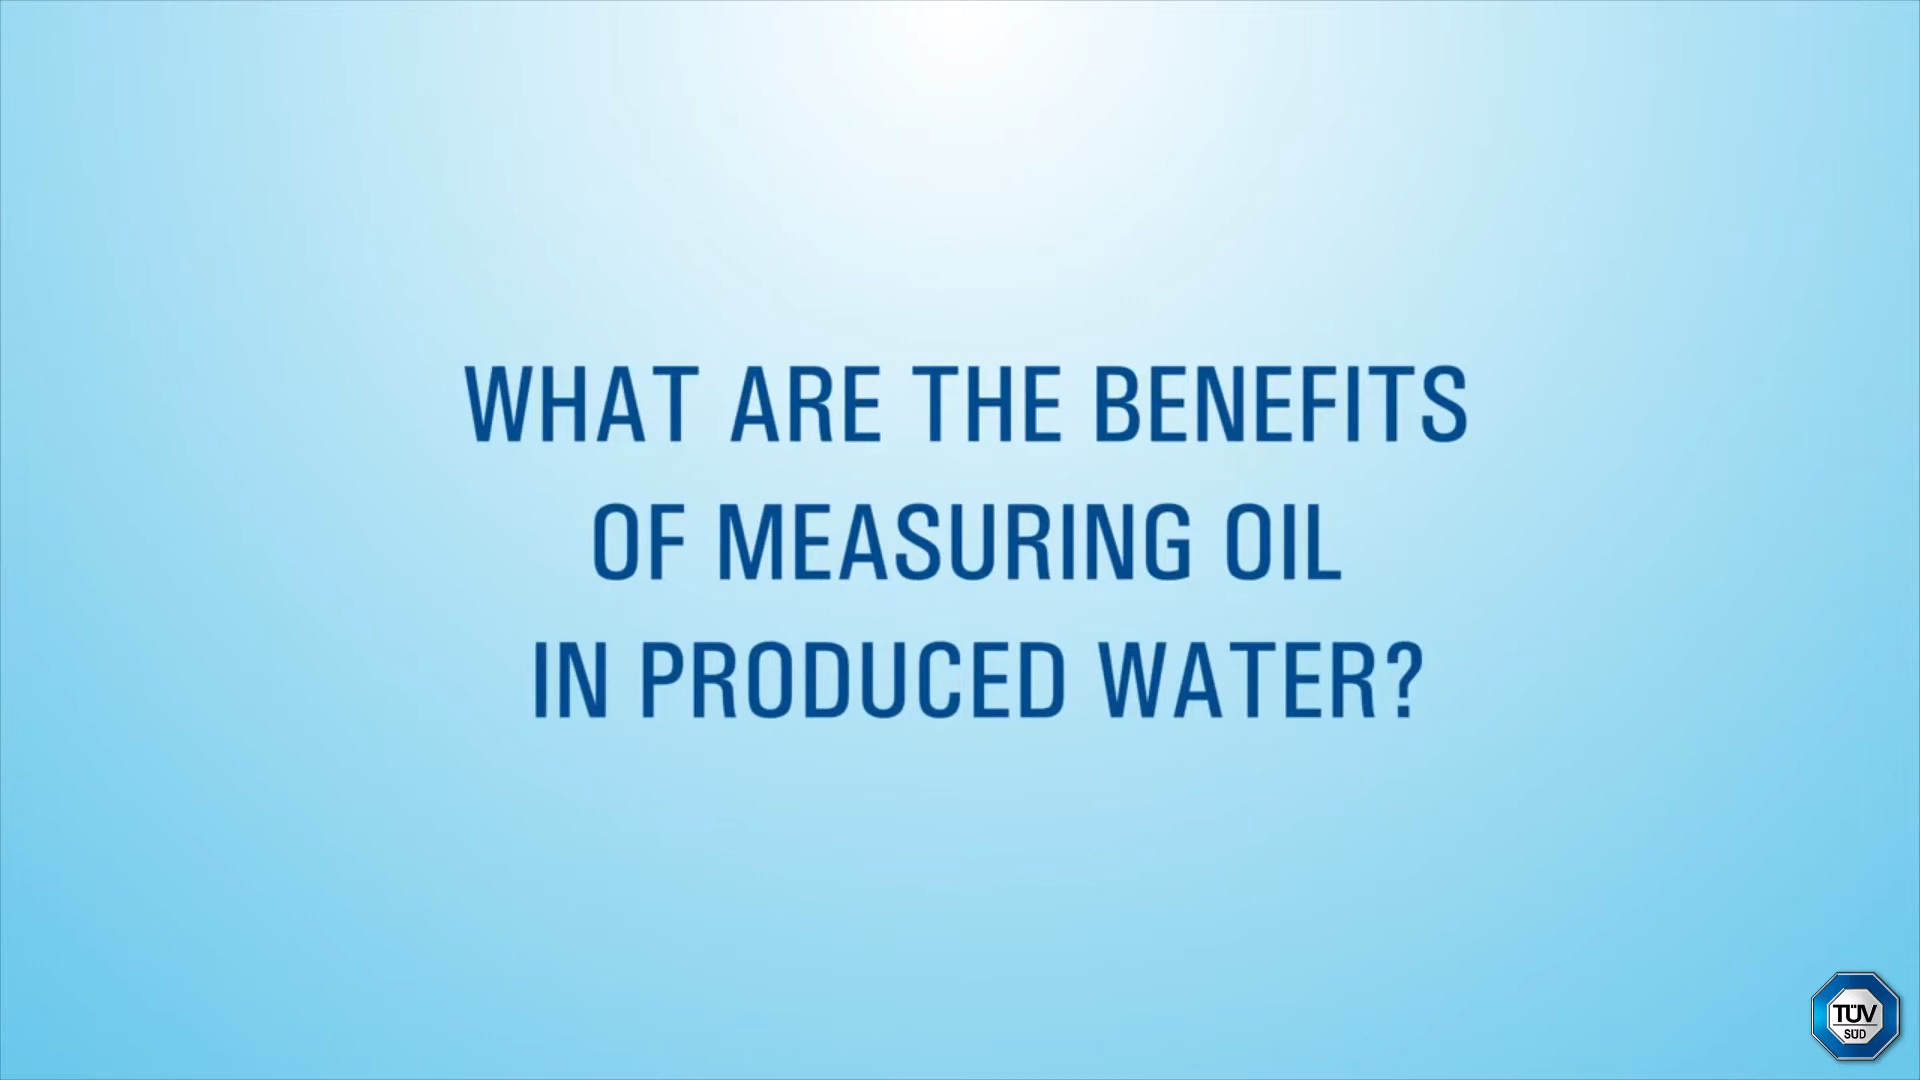 WHAT ARE THE BENEFITS
OF MEASURING OIL
IN PRODUCED WATER?
TÜV
SÜD